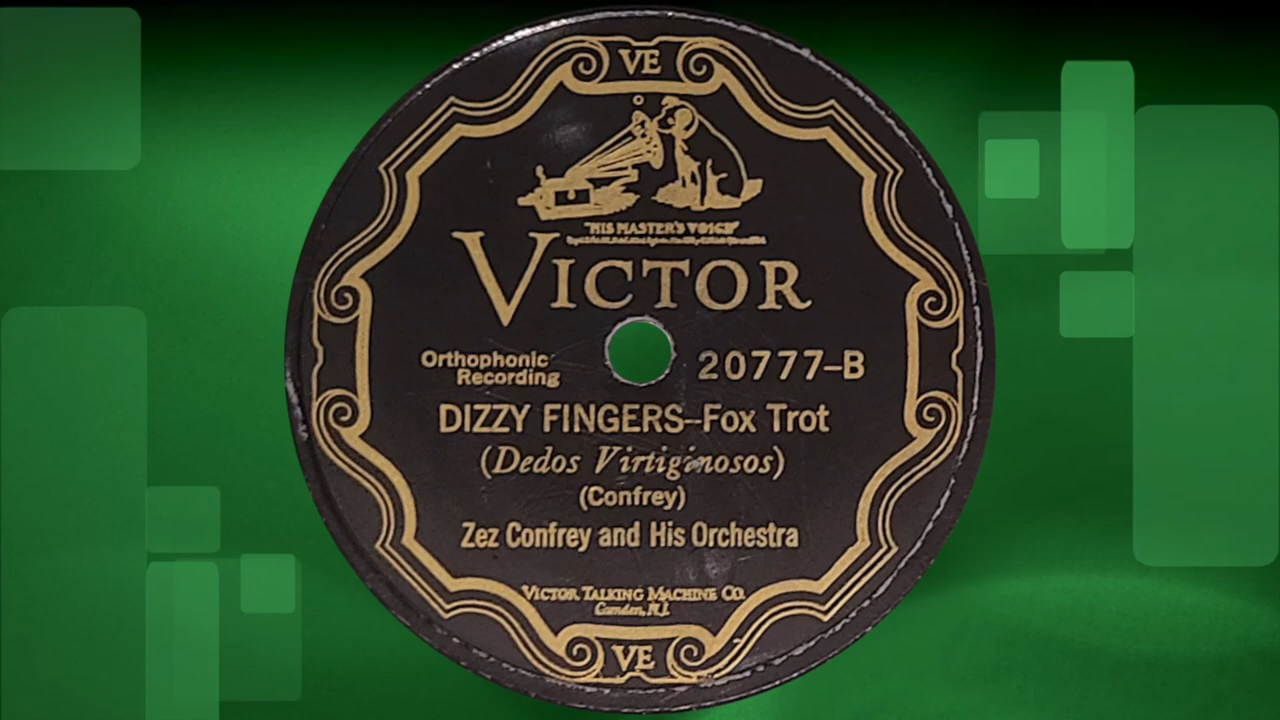 VE
"HIS MASTER'S VOICE"
VICTOR
Orthophonic
Recording
20777-B
DIZZY FINGERS-Fox Trot
(Dedos Virtiginosos)
(Confrey)
Zez Confrey and His Orchestra
VICTOR TALKING MACHINE CO.
Camden, N.J.
VE